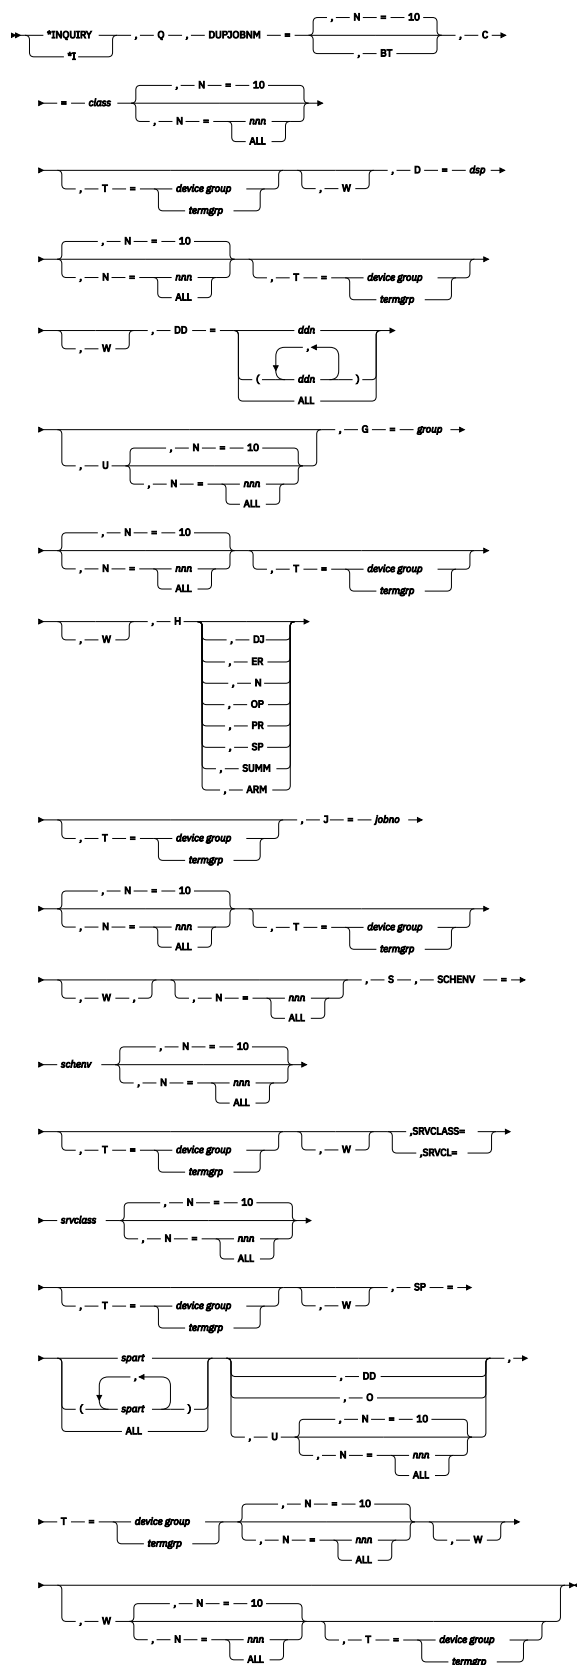 , N = 10
*INQUIRY , Q , DUPJOBNM = , C
*I , BT
, N = 10
= class
, N = nnn
ALL
, T = device group , W , D = dsp
termgrp
, N = 10
, N = nnn , T = device group
ALL termgrp
, W , DD = ddn
,
( ddn )
ALL
, G = group
, N = 10
, U
, N = nnn
ALL
, N = 10
, N = nnn , T = device group
ALL termgrp
, W , H
, DJ
, ER
, N
, OP
, PR
, SP
, SUMM
, ARM
, J = jobno
, T = device group
termgrp
, N = 10
, N = nnn , T = device group
ALL termgrp
, S , SCHENV =
, W , , N = nnn
ALL
, N = 10
schenv
, N = nnn
ALL
,SRVCLASS=
, T = device group , W ,SRVCL=
termgrp
, N = 10
srvclass
, N = nnn
ALL
, SP =
, T = device group , W
termgrp
spart ,
, , DD
( spart ) , O
ALL , N = 10
, U
, N = nnn
ALL
, N = 10
T = device group
termgrp , N = nnn , W
ALL
, N = 10
, W
, N = nnn , T = device group
ALL termgrp